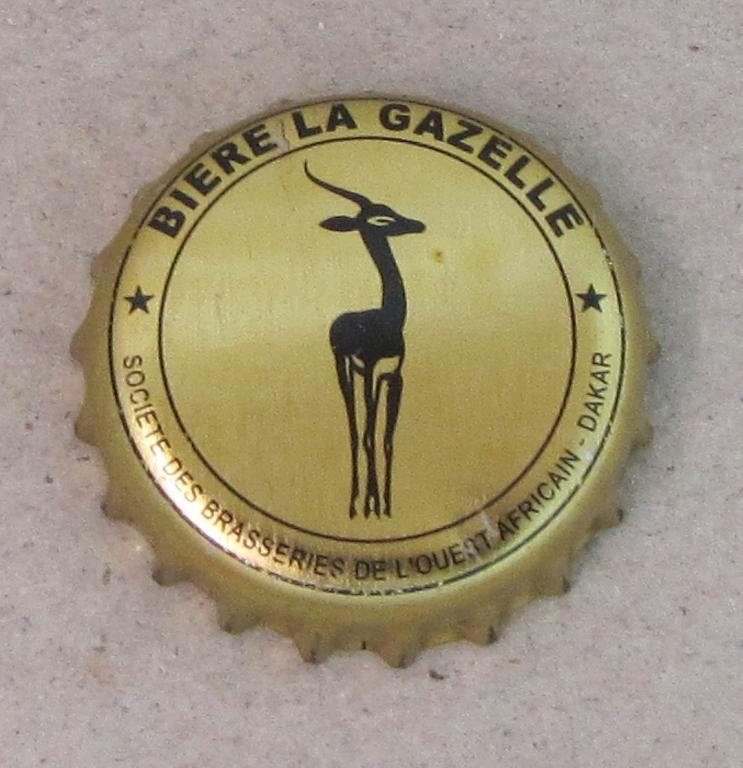 BIERE LA GAZELLE
SOCIETE DES BRASSERIES DE L'OUEST AFRICAIN - DAKAR